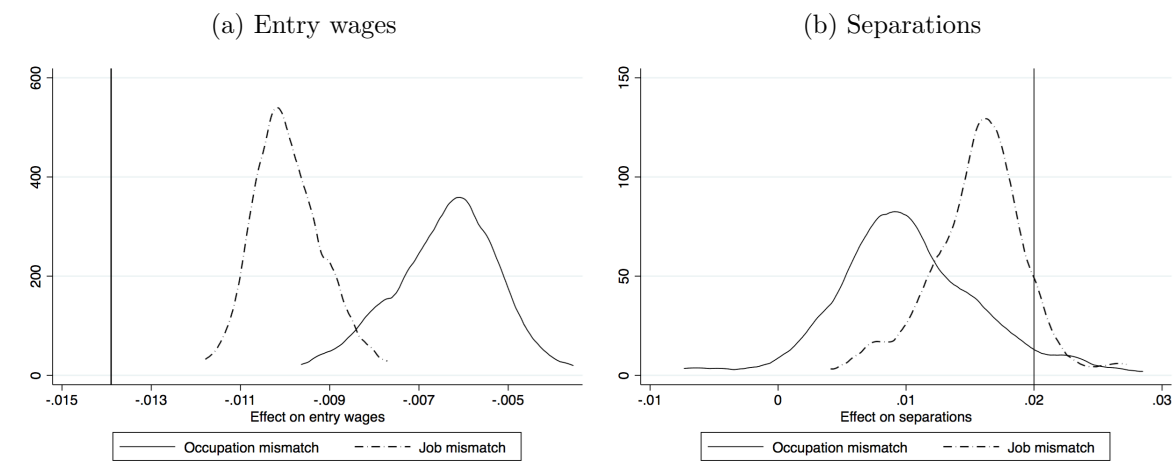 (a) Entry wages
600
400
200
0
-.015 -.013 -.011 -.009 -.007 -.005
Effect on entry wages
Occupation mismatch Job mismatch
(b) Separations
150
100
50
0
-.01 0 .01 .02 .03
Effect on separations
Occupation mismatch Job mismatch